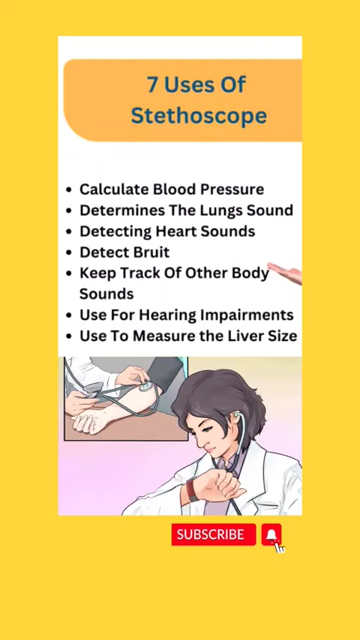 7 Uses Of
Stethoscope
• Calculate Blood Pressure
• Determines The Lungs Sound
• Detecting Heart Sounds
• Detect Bruit
• Keep Track Of Other Body
Sounds
• Use For Hearing Impairments
• Use To Measure the Liver Size
SUBSCRIBE